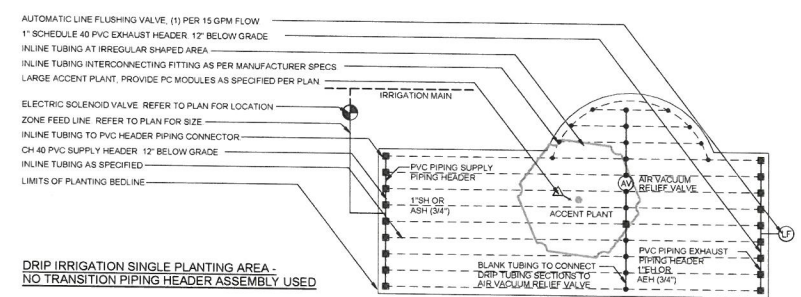 AUTOMATIC LINE FLUSHING VALVE, (1) PER 15 GPM FLOW
1" SCHEDULE 40 PVC EXHAUST HEADER. 12" BELOW GRADE
INLINE TUBING AT IRREGULAR SHAPED AREA
INLINE TUBING INTERCONNECTING FITTING AS PER MANUFACTURER SPECS
LARGE ACCENT PLANT, PROVIDE PC MODULES AS SPECIFIED PER PLAN
IRRIGATION MAIN
ELECTRIC SOLENOID VALVE REFER TO PLAN FOR LOCATION
ZONE FEED LINE REFER TO PLAN FOR SIZE
INLINE TUBING TO PVC HEADER PIPING CONNECTOR
CH 40 PVC SUPPLY HEADER 12" BELOW GRADE
INLINE TUBING AS SPECIFIED
LIMITS OF PLANTING BEDLINE
PVC PIPING SUPPLY
PIPING HEADER
1"SH OR
ASH (3/4")
AV
AIR VACUUM
RELIEF VALVE
ACCENT PLANT
LF
PVC PIPING EXHAUST
PIPING HEADER
1"EH OR
AEH (3/4")
BLANK TUBING TO CONNECT
DRIP TUBING SECTIONS TO
AIR VACUUM RELIEF VALVE
DRIP IRRIGATION SINGLE PLANTING AREA -
NO TRANSITION PIPING HEADER ASSEMBLY USED